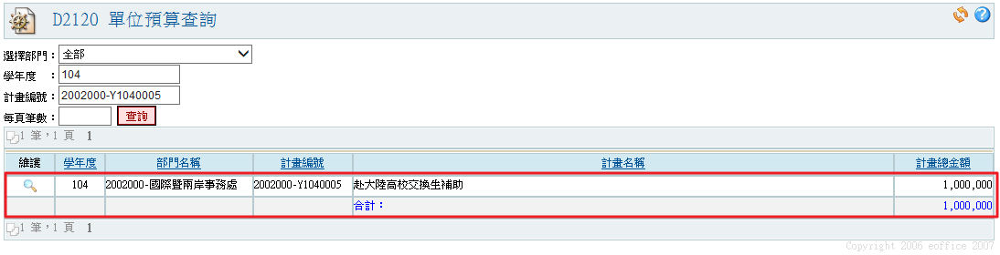 D2120 單位預算查詢
選擇部門：全部
學年度 ：104
計畫編號：2002000-Y1040005
每頁筆數： 查詢
1 筆，1 頁 1
維護 學年度 部門名稱 計畫編號 計畫名稱 計畫總金額
104 2002000-國際暨兩岸事務處 2002000-Y1040005 赴大陸高校交換生補助 1,000,000
合計： 1,000,000
1 筆，1 頁 1
Copyright 2006 eoffice 2007